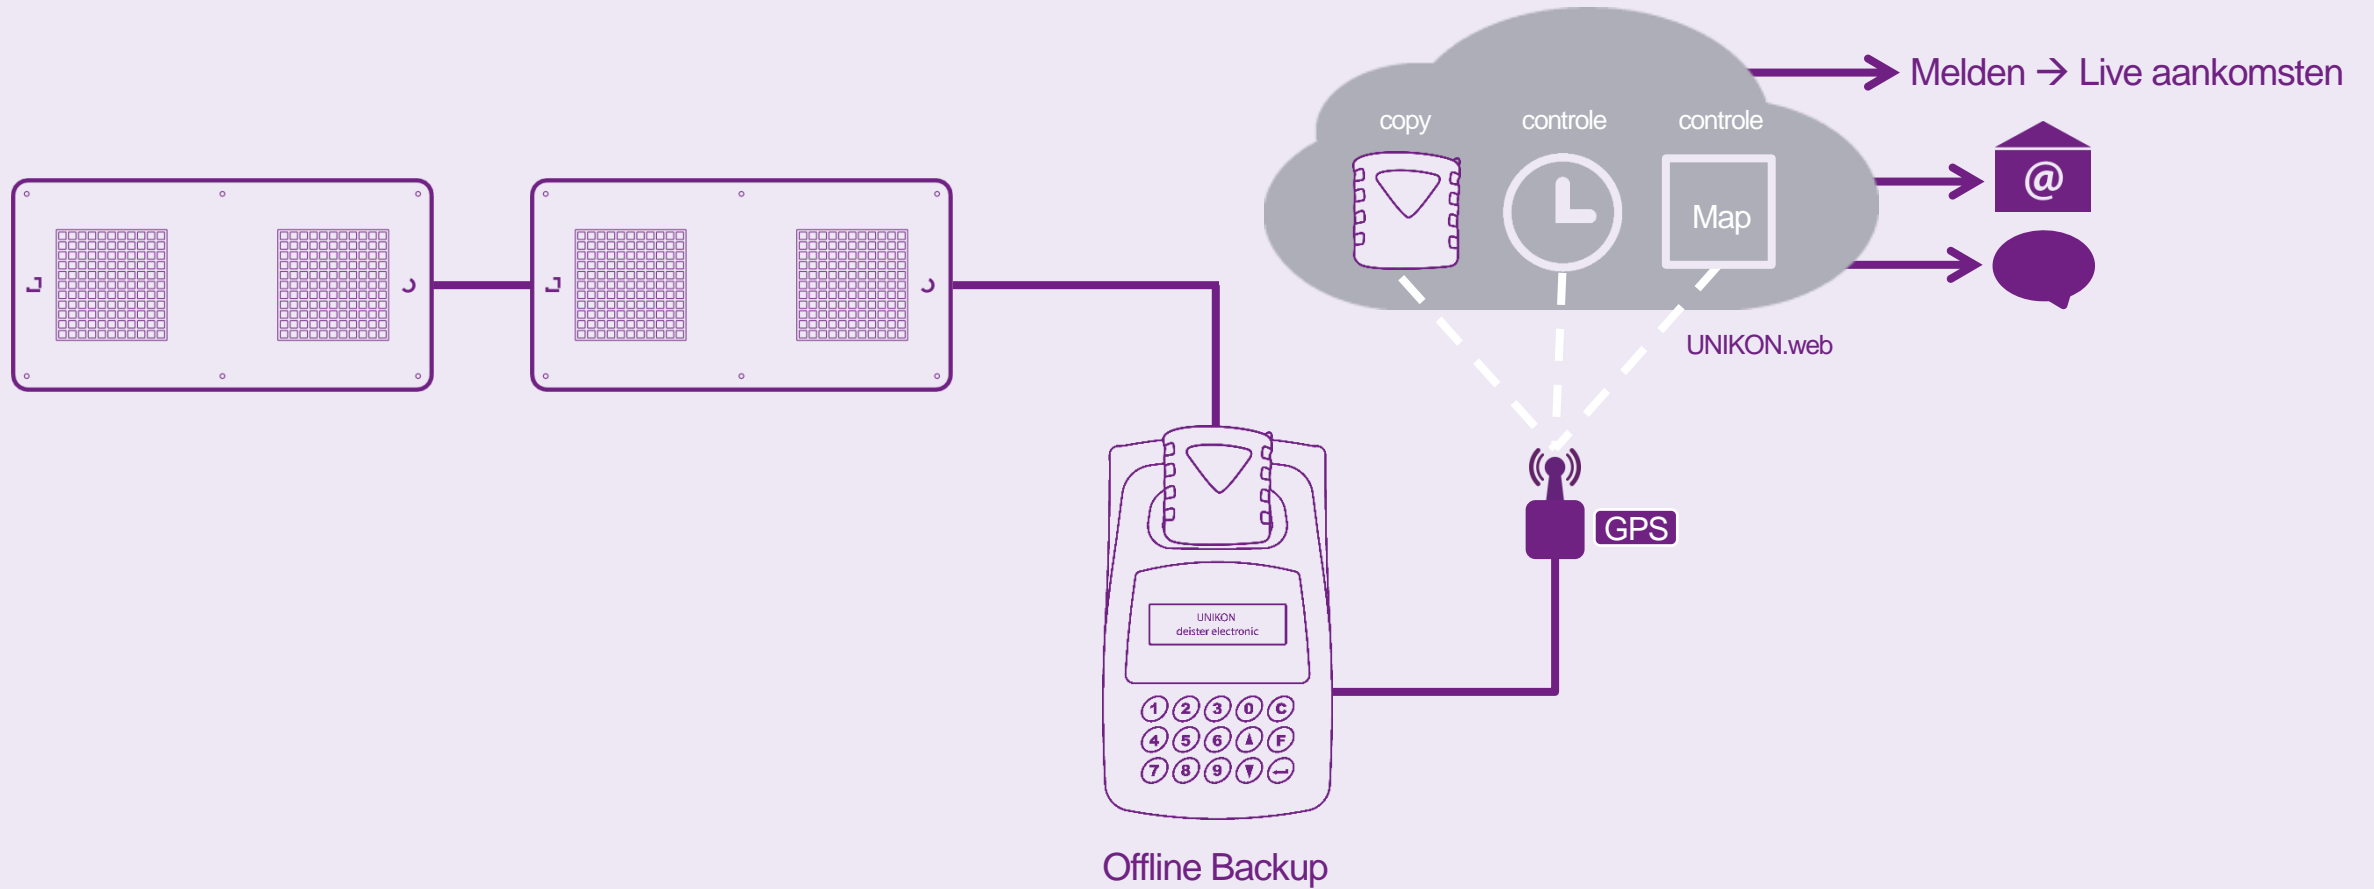 Melden → Live aankomsten
copy controle controle
@
Map
UNIKON.web
GPS
UNIKON
deister electronic
1 2 3 0 C
4 5 6 ▲ F
7 8 9 ▼ ↵
Offline Backup